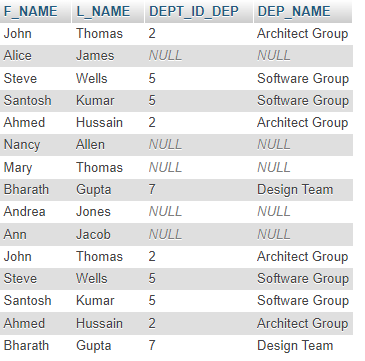 F_NAME L_NAME DEPT_ID_DEP DEP_NAME
John Thomas 2 Architect Group
Alice James NULL NULL
Steve Wells 5 Software Group
Santosh Kumar 5 Software Group
Ahmed Hussain 2 Architect Group
Nancy Allen NULL NULL
Mary Thomas NULL NULL
Bharath Gupta 7 Design Team
Andrea Jones NULL NULL
Ann Jacob NULL NULL
John Thomas 2 Architect Group
Steve Wells 5 Software Group
Santosh Kumar 5 Software Group
Ahmed Hussain 2 Architect Group
Bharath Gupta 7 Design Team